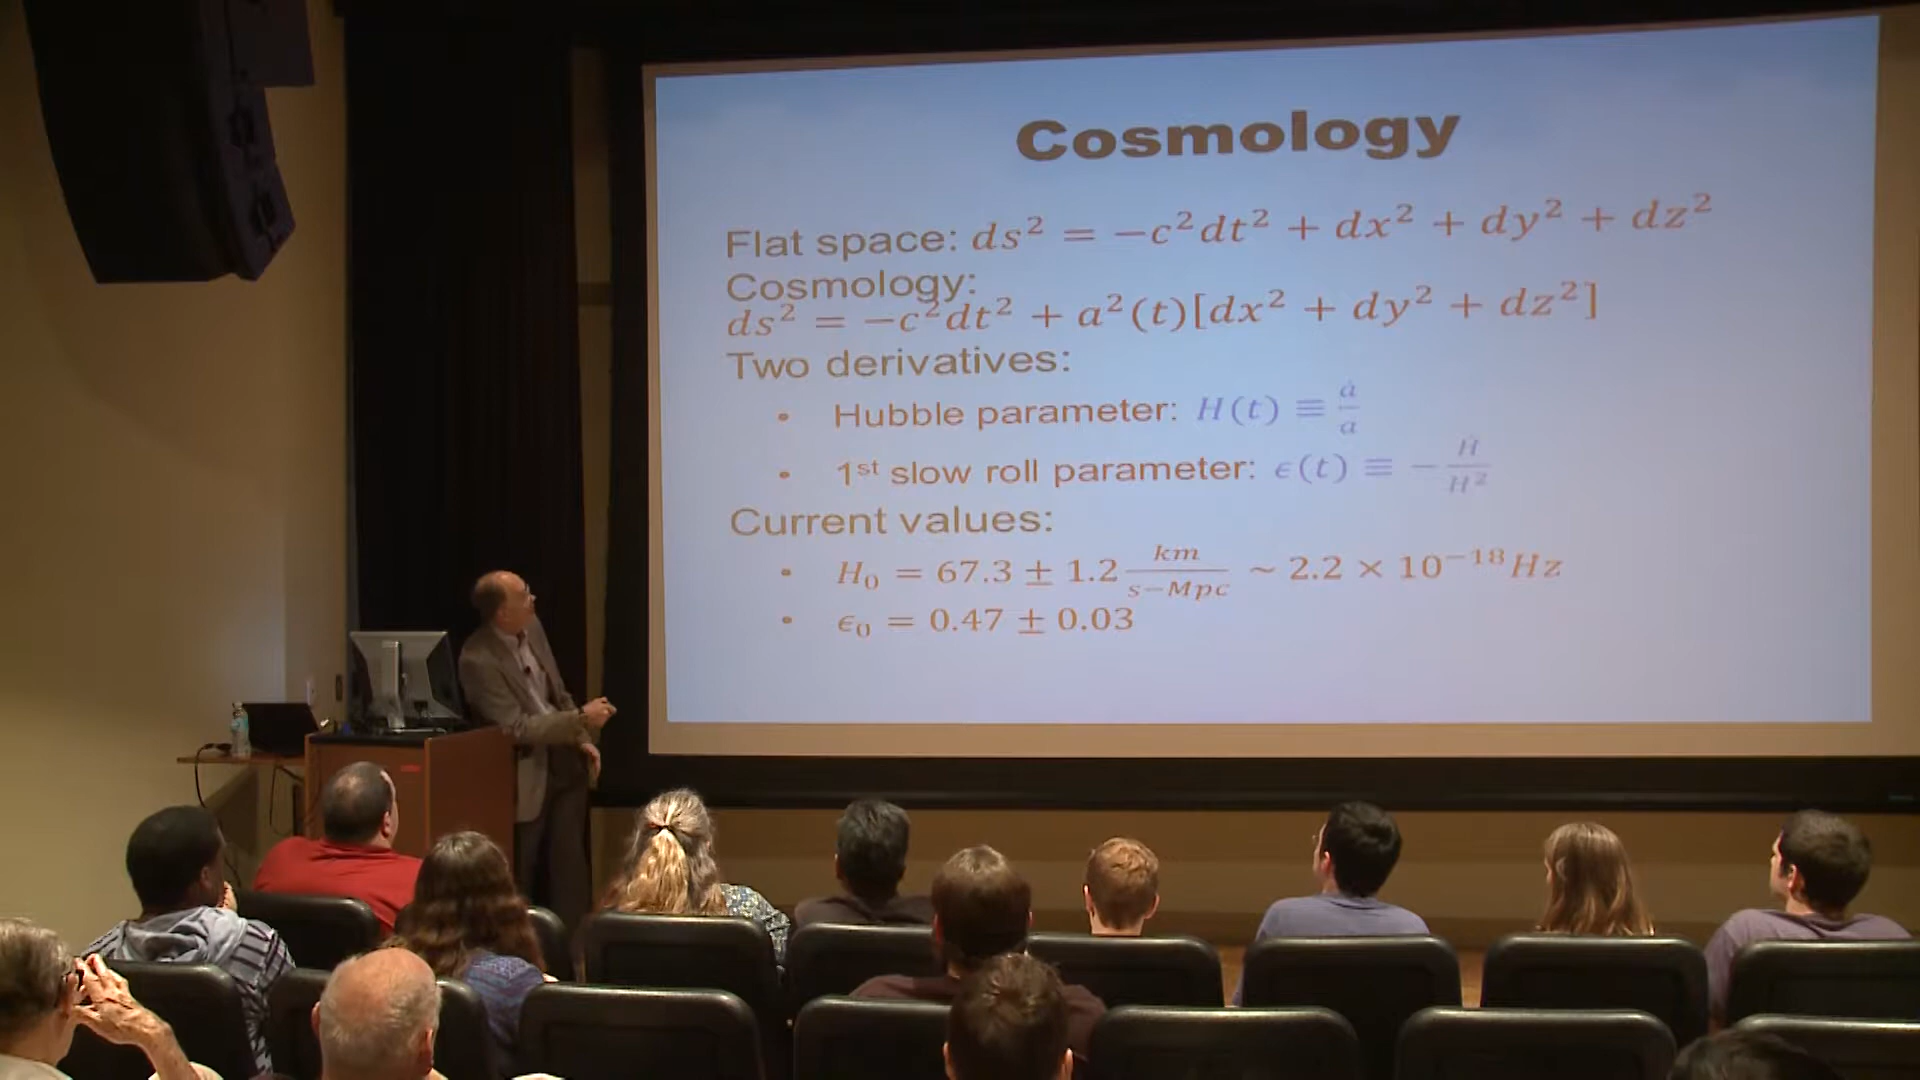 Cosmology
Flat space: ds² = −c²dt² + dx² + dy² + dz²
Cosmology:
ds² = −c²dt² + a²(t)[dx² + dy² + dz²]
Two derivatives:
• Hubble parameter: H(t) ≡ ȧ/a
• 1st slow roll parameter: ϵ(t) ≡ − Ḣ/H²
Current values:
• H₀ = 67.3 ± 1.2 km/s−Mpc ~ 2.2 × 10⁻¹⁸Hz
• ϵ₀ = 0.47 ± 0.03